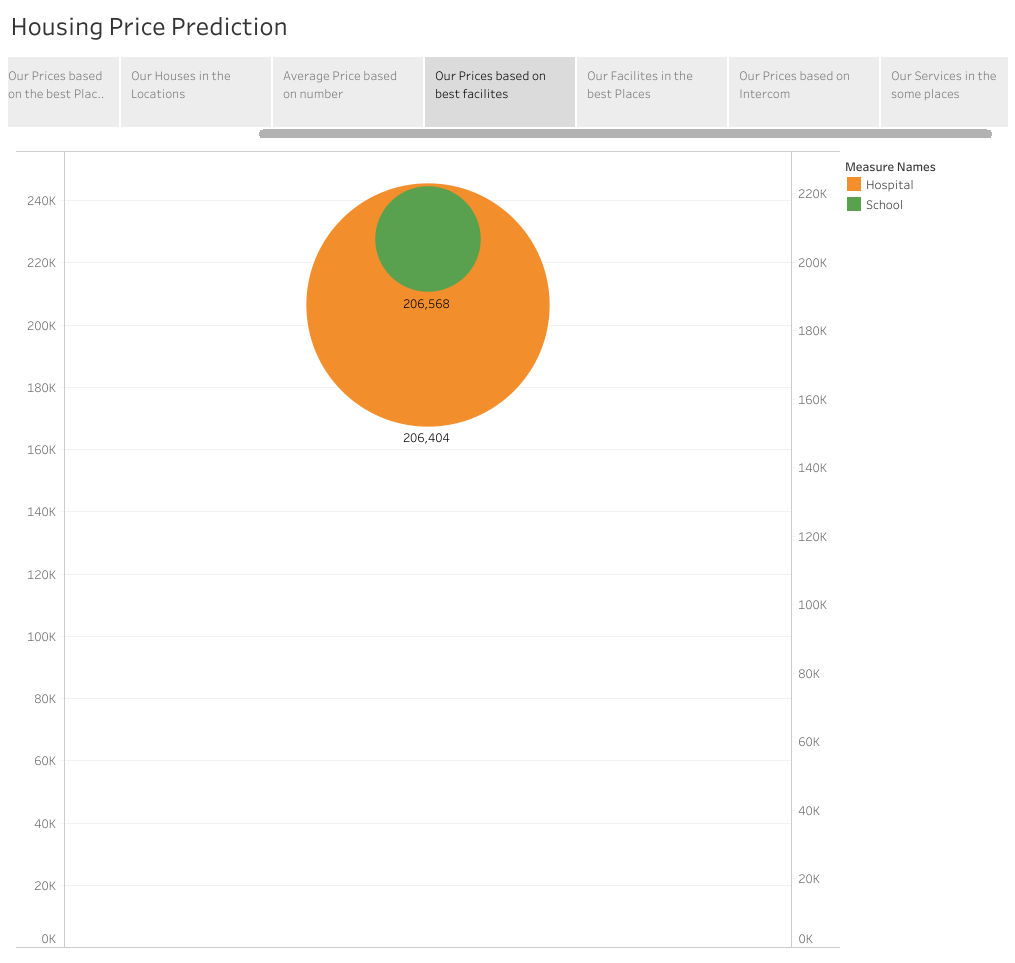 Housing Price Prediction
Our Prices based
on the best Plac..
Our Houses in the
Locations
Average Price based
on number
Our Prices based on
best facilites
Our Facilites in the
best Places
Our Prices based on
Intercom
Our Services in the
some places
Measure Names
Hospital
School
240K
220K
200K
180K
160K
140K
120K
100K
80K
60K
40K
20K
0K
206,568
206,404
220K
200K
180K
160K
140K
120K
100K
80K
60K
40K
20K
0K